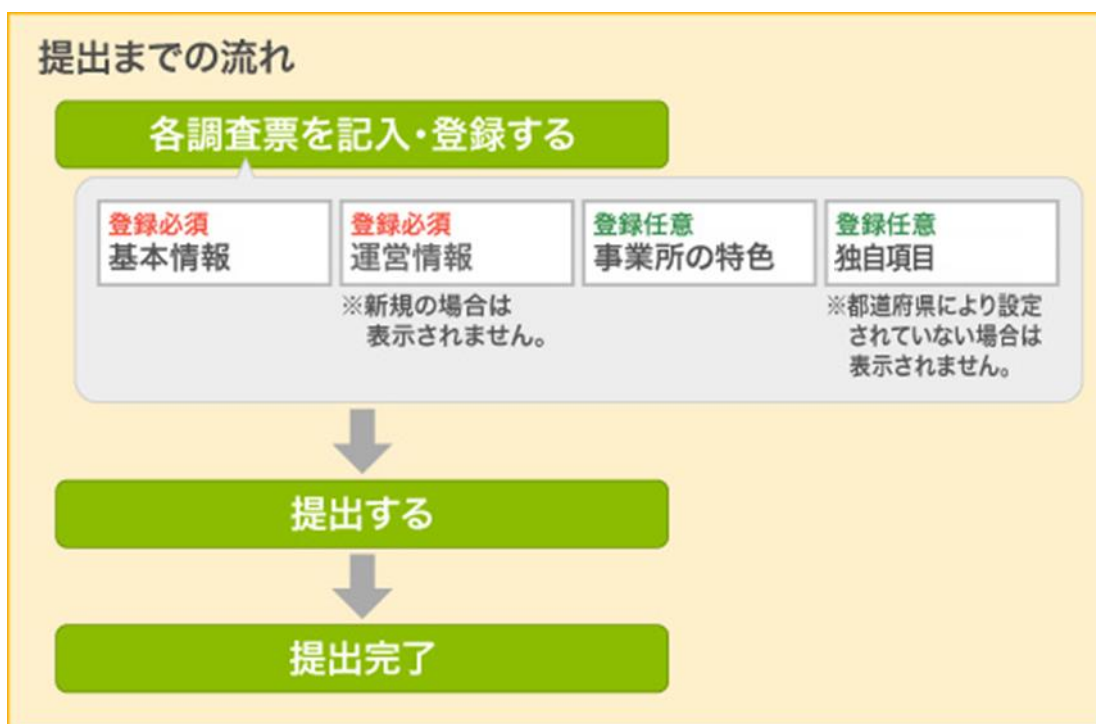 提出までの流れ
各調査票を記入・登録する
登録必須
基本情報
登録必須
運営情報
※新規の場合は
表示されません。
登録任意
事業所の特色
登録任意
独自項目
※都道府県により設定
されていない場合は
表示されません。
提出する
提出完了